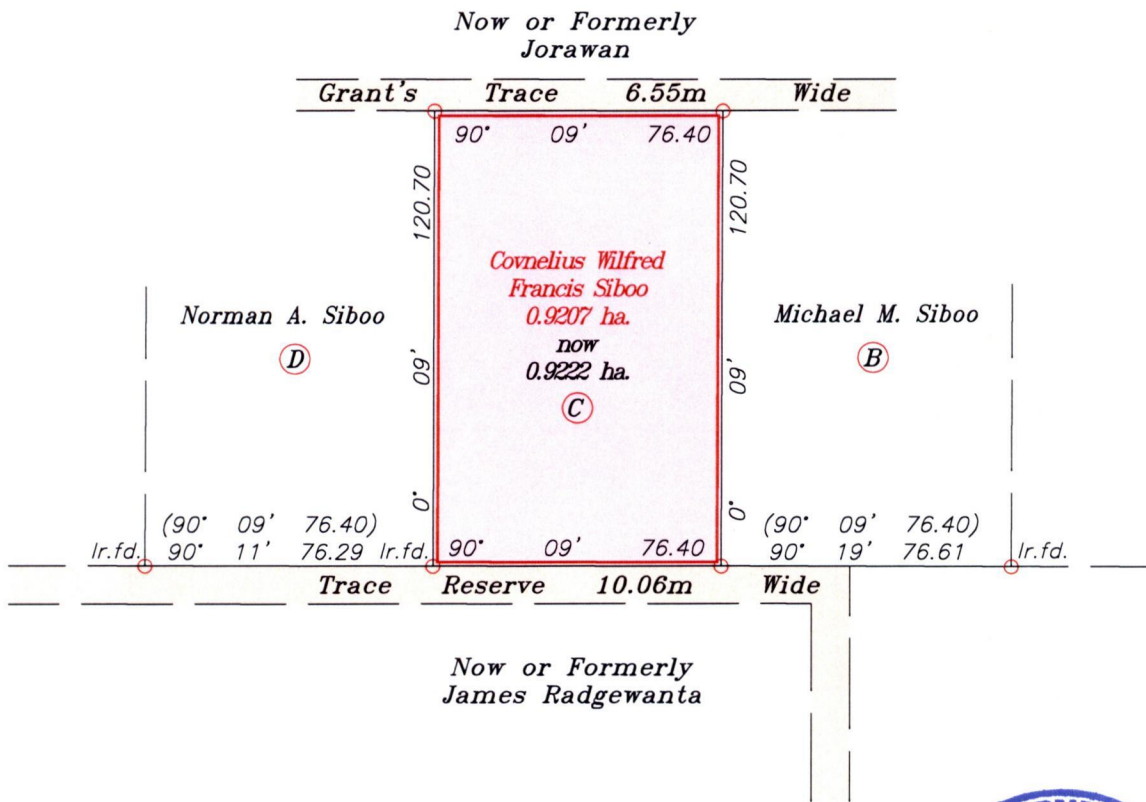 Now or Formerly
Jorawan
Grant's Trace 6.55m Wide
90° 09' 76.40
120.70
09'
0°
120.70
09'
0°
Covnelius Wilfred
Francis Siboo
0.9207 ha.
now
0.9222 ha.
C
Norman A. Siboo
D
Michael M. Siboo
B
(90° 09' 76.40)
Ir.fd. 90° 11' 76.29 Ir.fd.
90° 09' 76.40
(90° 09' 76.40)
90° 19' 76.61 Ir.fd.
Trace Reserve 10.06m Wide
Now or Formerly
James Radgewanta